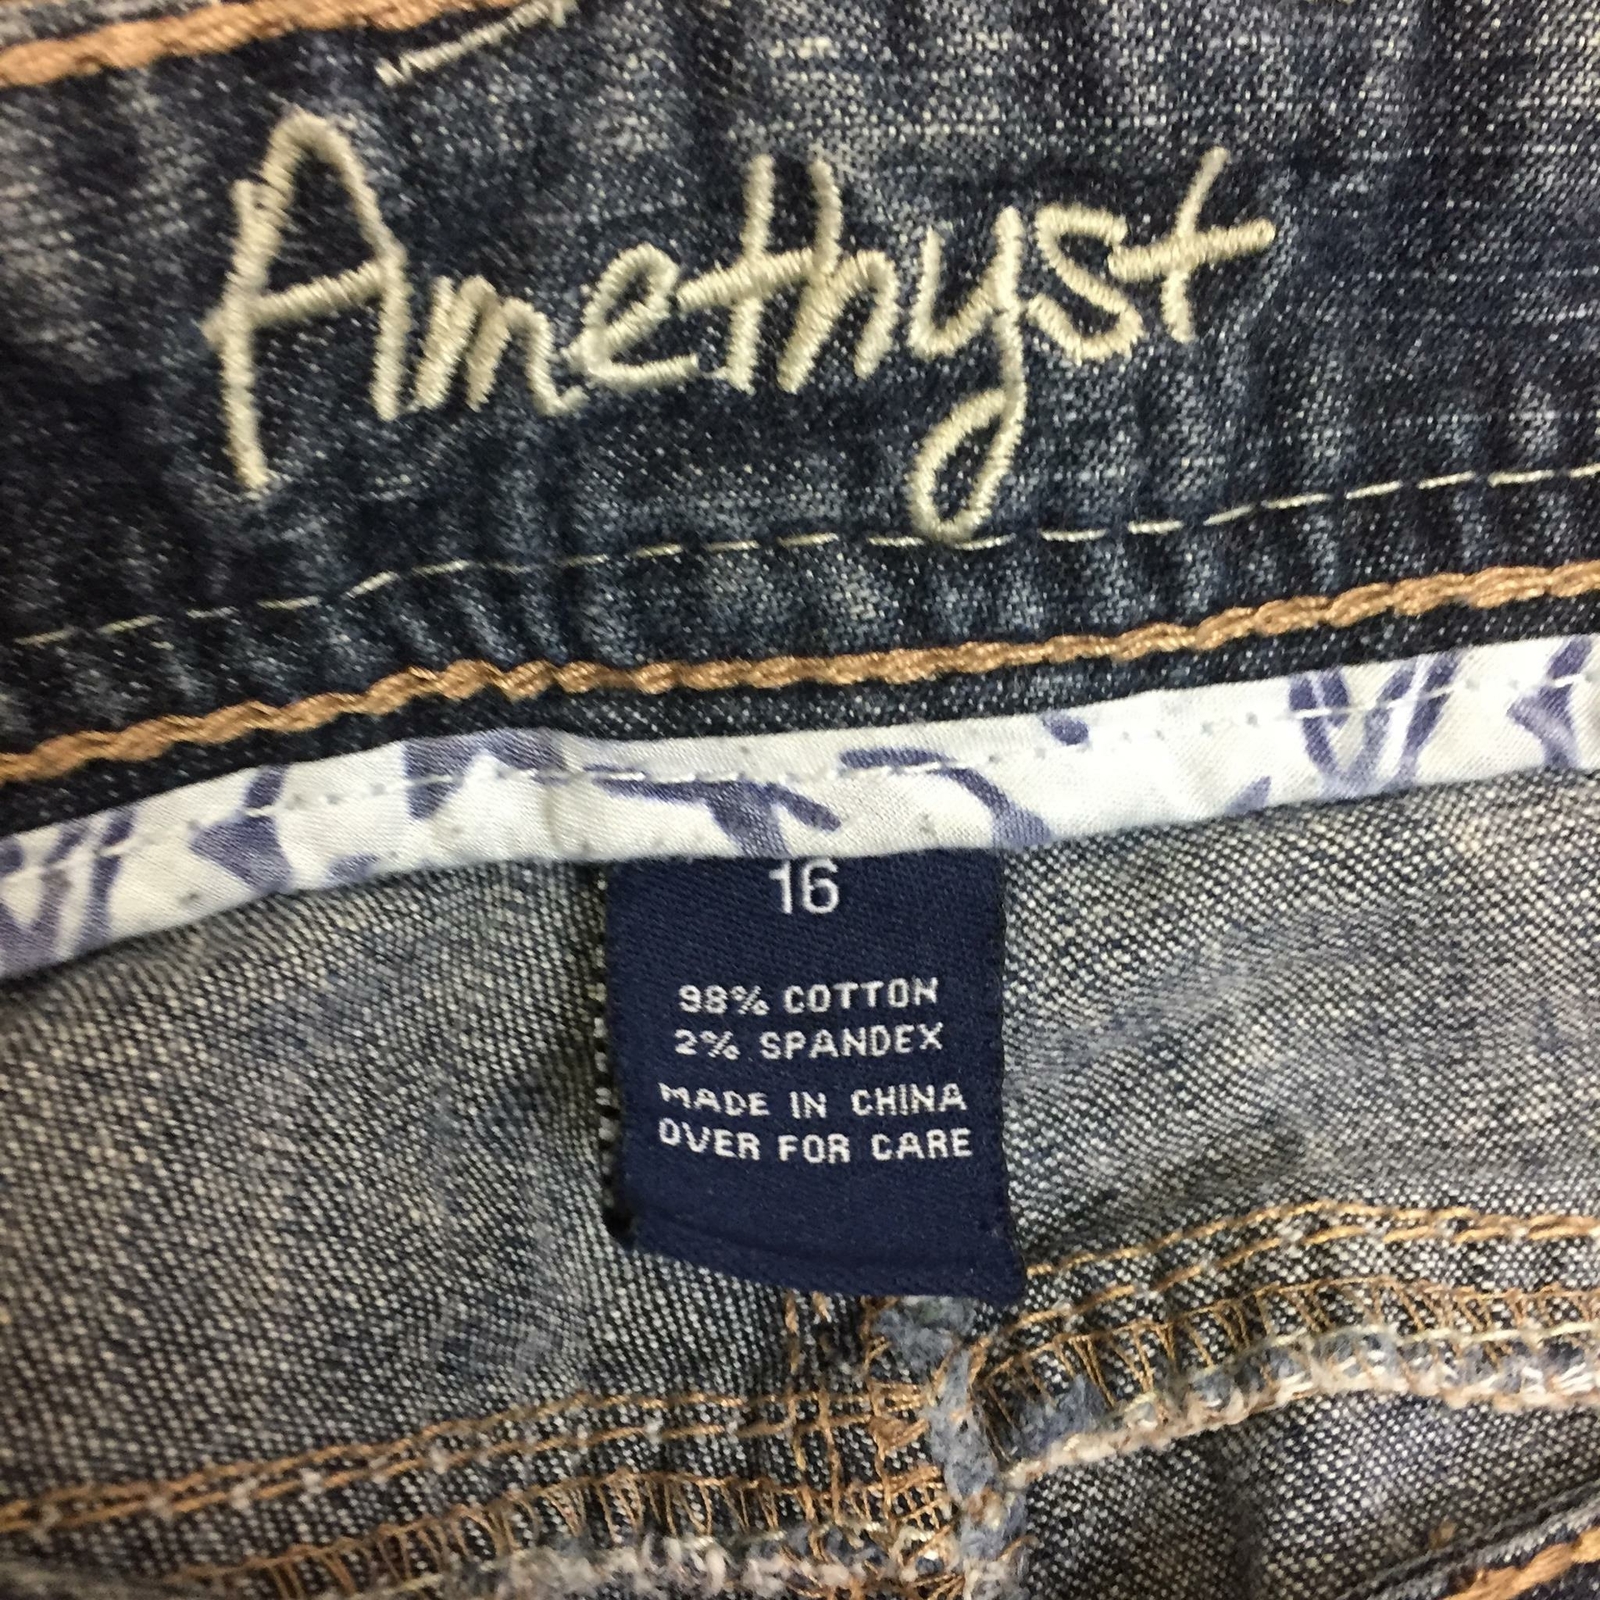 Amethyst
16
98% COTTON
2% SPANDEX
MADE IN CHINA
OVER FOR CARE